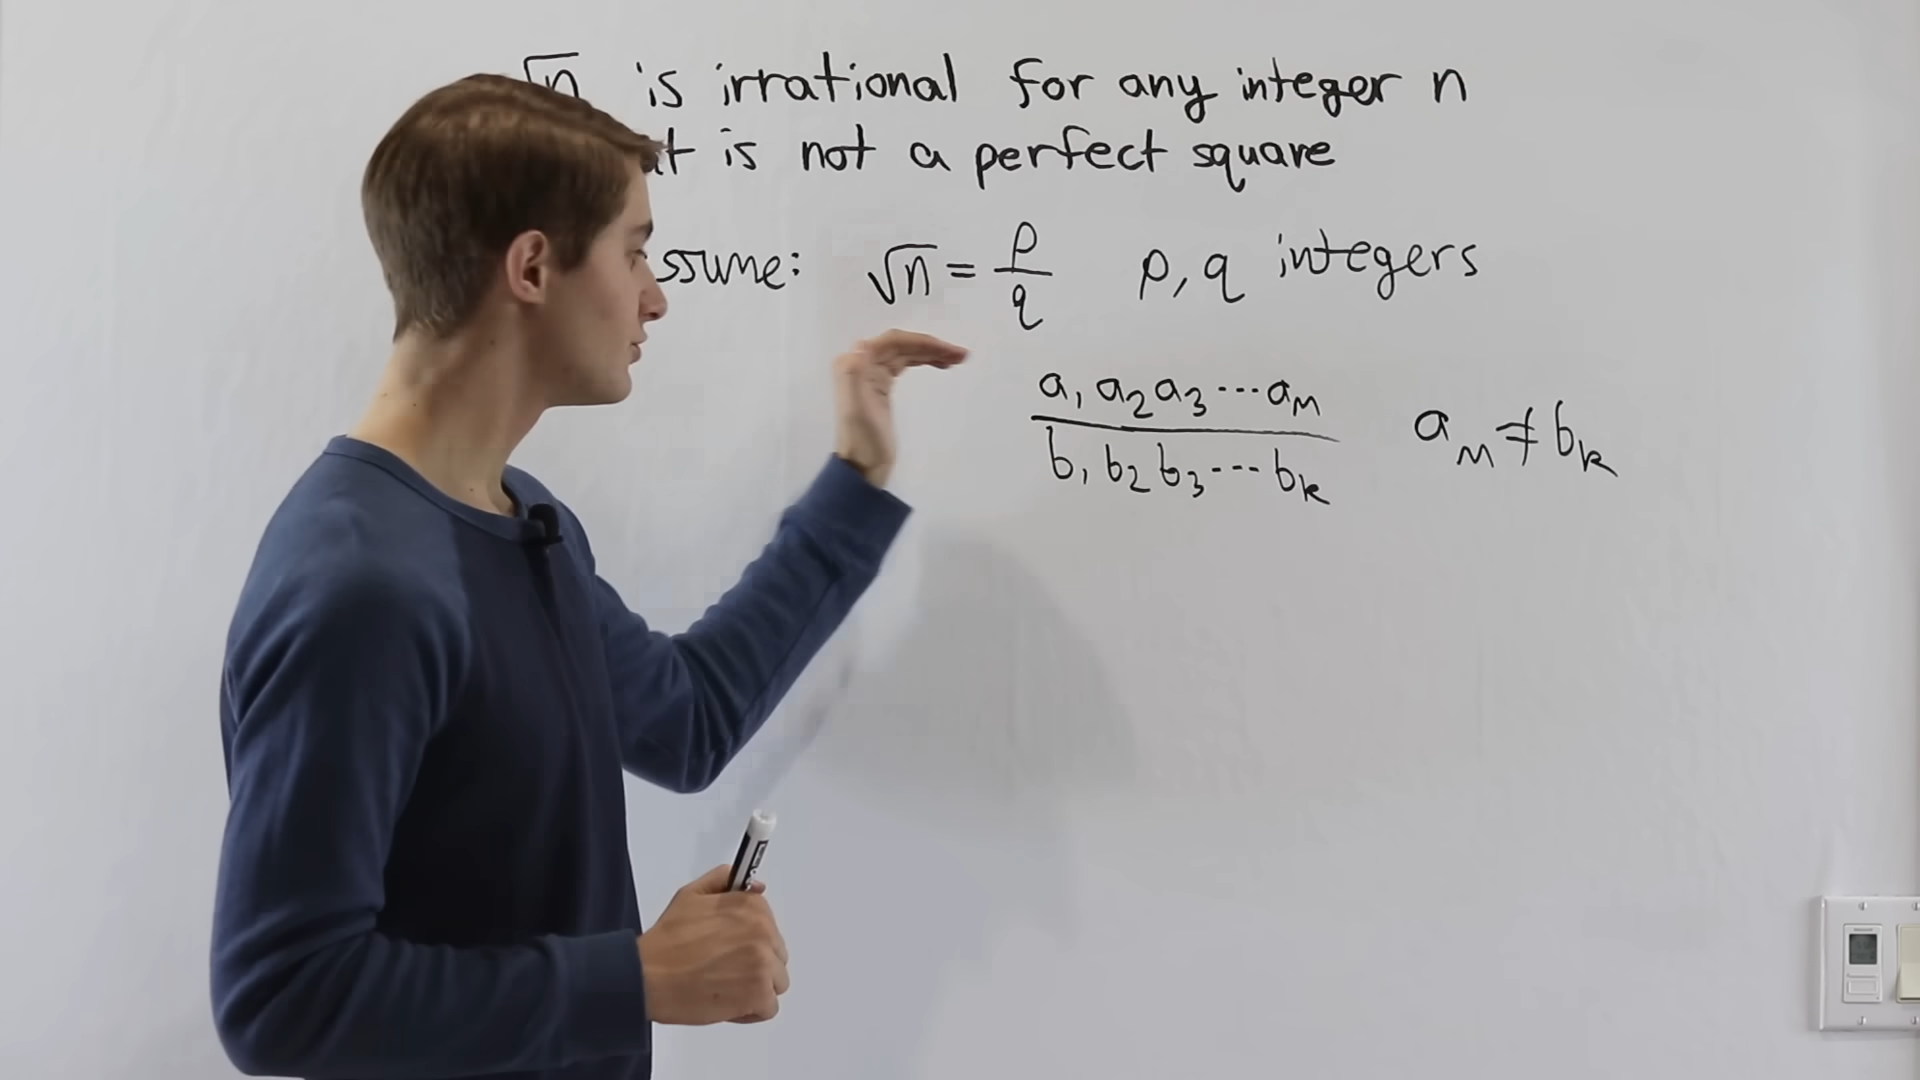 √n is irrational for any integer n
is not a perfect square
√n = p/q p, q integers
a₁ a₂ a₃ ··· aₘ / b₁ b₂ b₃ ··· bₖ aₘ ≠ bₖ